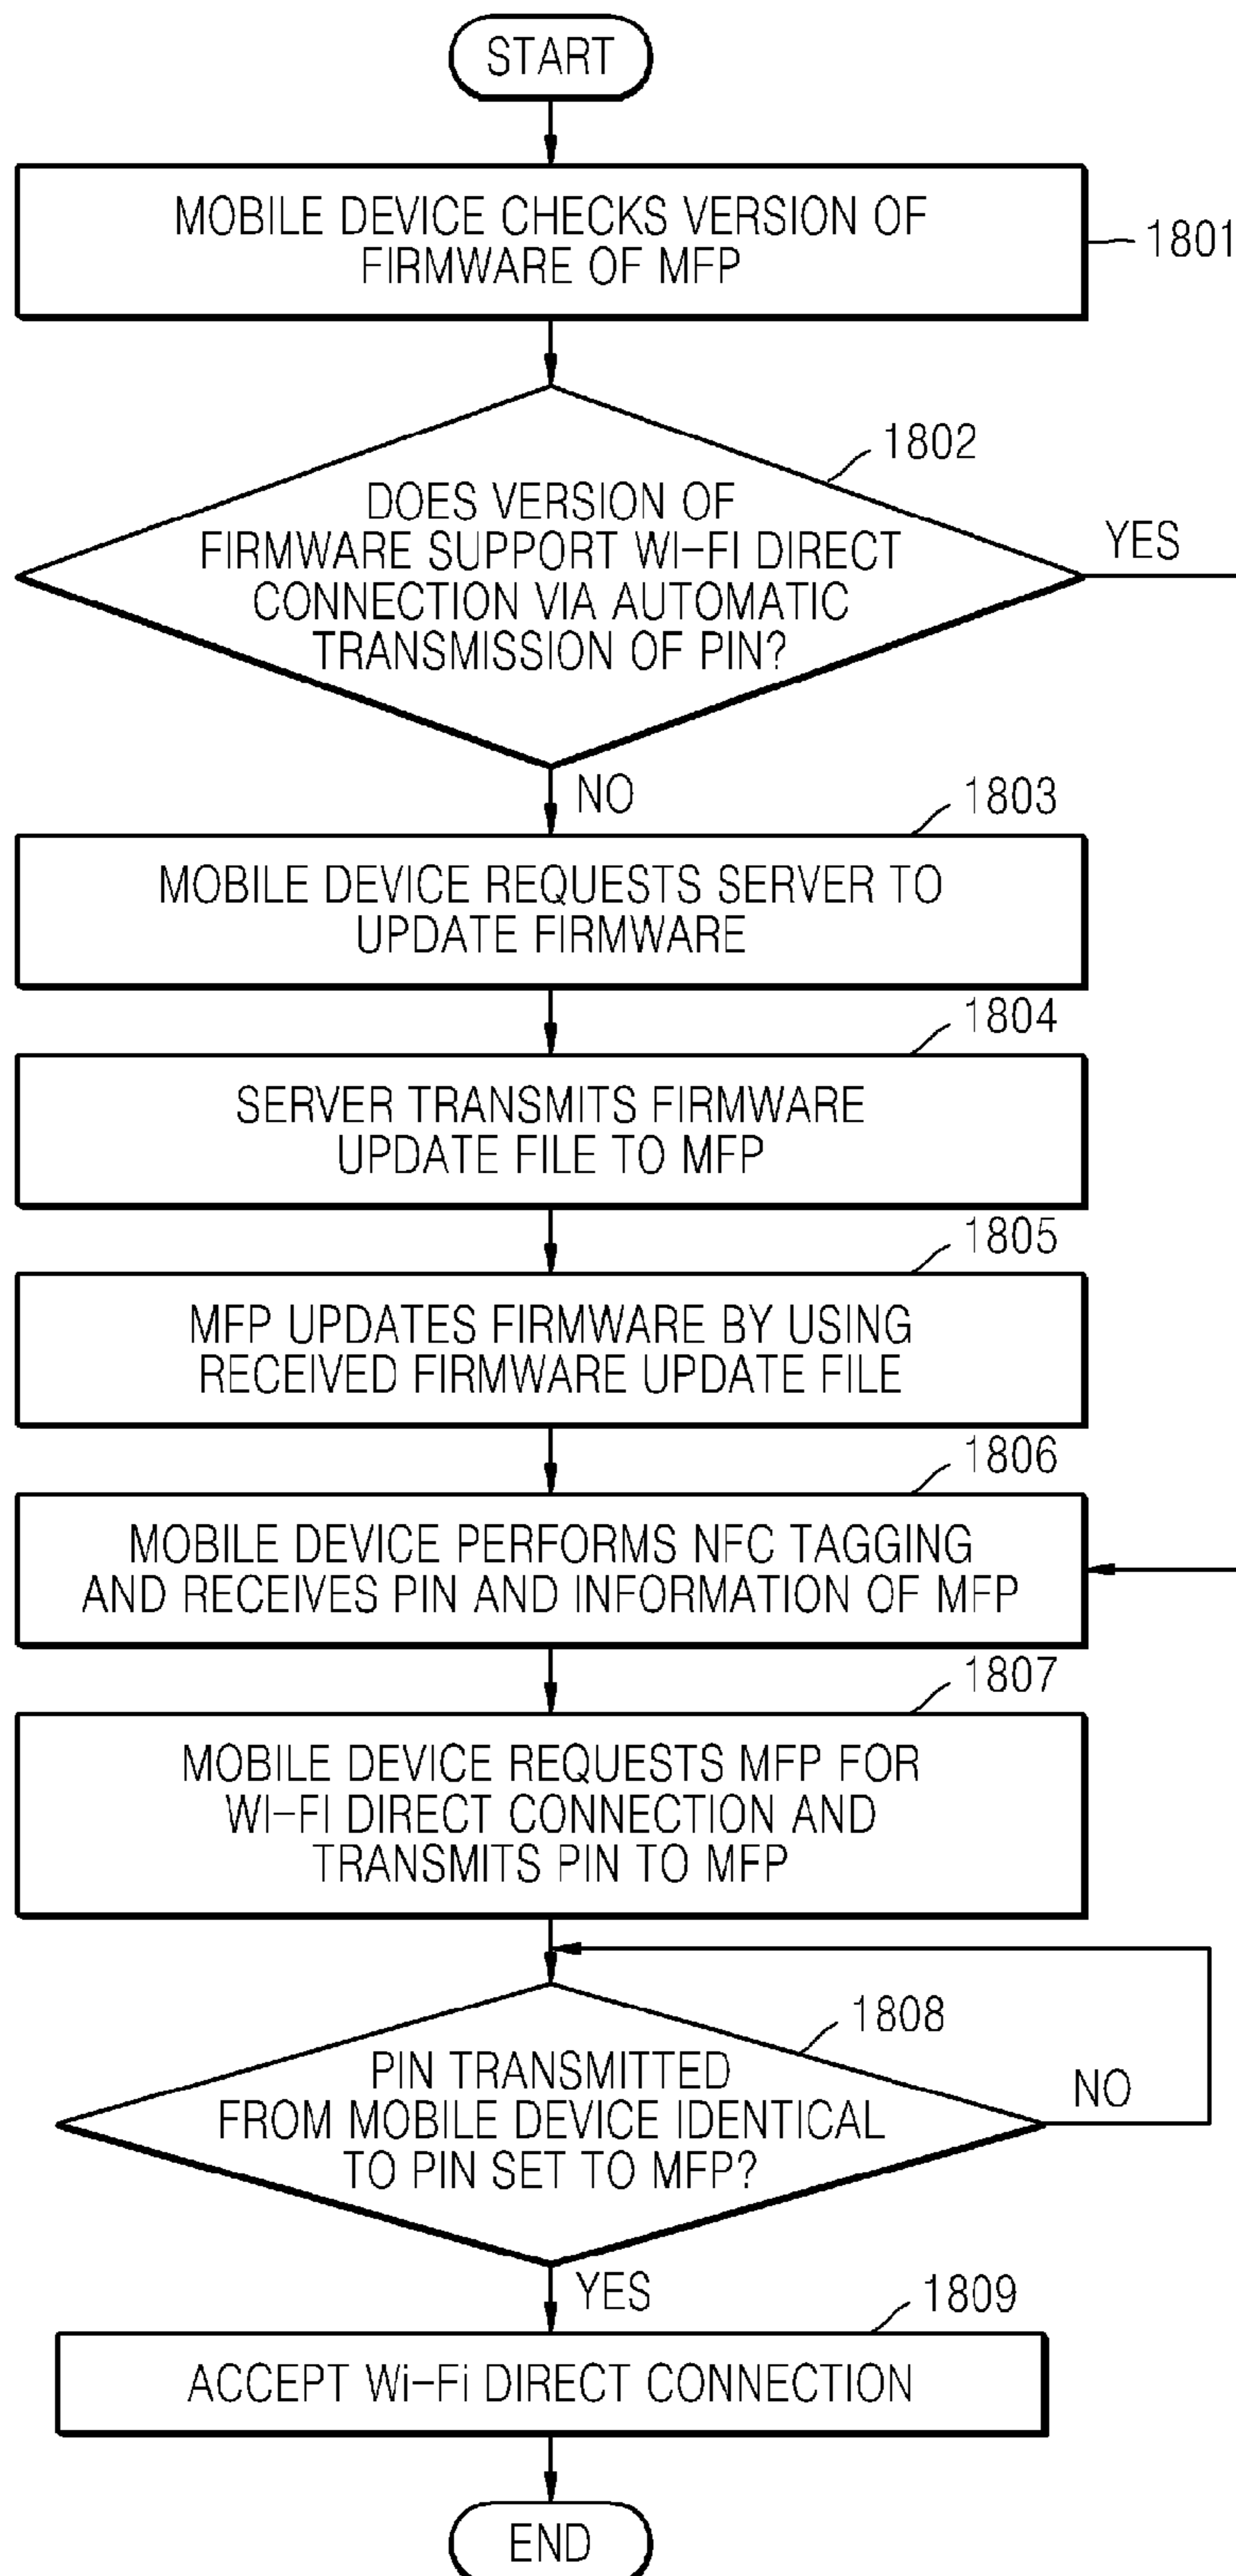 START
MOBILE DEVICE CHECKS VERSION OF
FIRMWARE OF MFP
1801
1802
DOES VERSION OF
FIRMWARE SUPPORT WI-FI DIRECT
CONNECTION VIA AUTOMATIC
TRANSMISSION OF PIN?
YES
NO
1803
MOBILE DEVICE REQUESTS SERVER TO
UPDATE FIRMWARE
1804
SERVER TRANSMITS FIRMWARE
UPDATE FILE TO MFP
1805
MFP UPDATES FIRMWARE BY USING
RECEIVED FIRMWARE UPDATE FILE
1806
MOBILE DEVICE PERFORMS NFC TAGGING
AND RECEIVES PIN AND INFORMATION OF MFP
1807
MOBILE DEVICE REQUESTS MFP FOR
WI-FI DIRECT CONNECTION AND
TRANSMITS PIN TO MFP
1808
PIN TRANSMITTED
FROM MOBILE DEVICE IDENTICAL
TO PIN SET TO MFP?
NO
YES
1809
ACCEPT Wi-Fi DIRECT CONNECTION
END